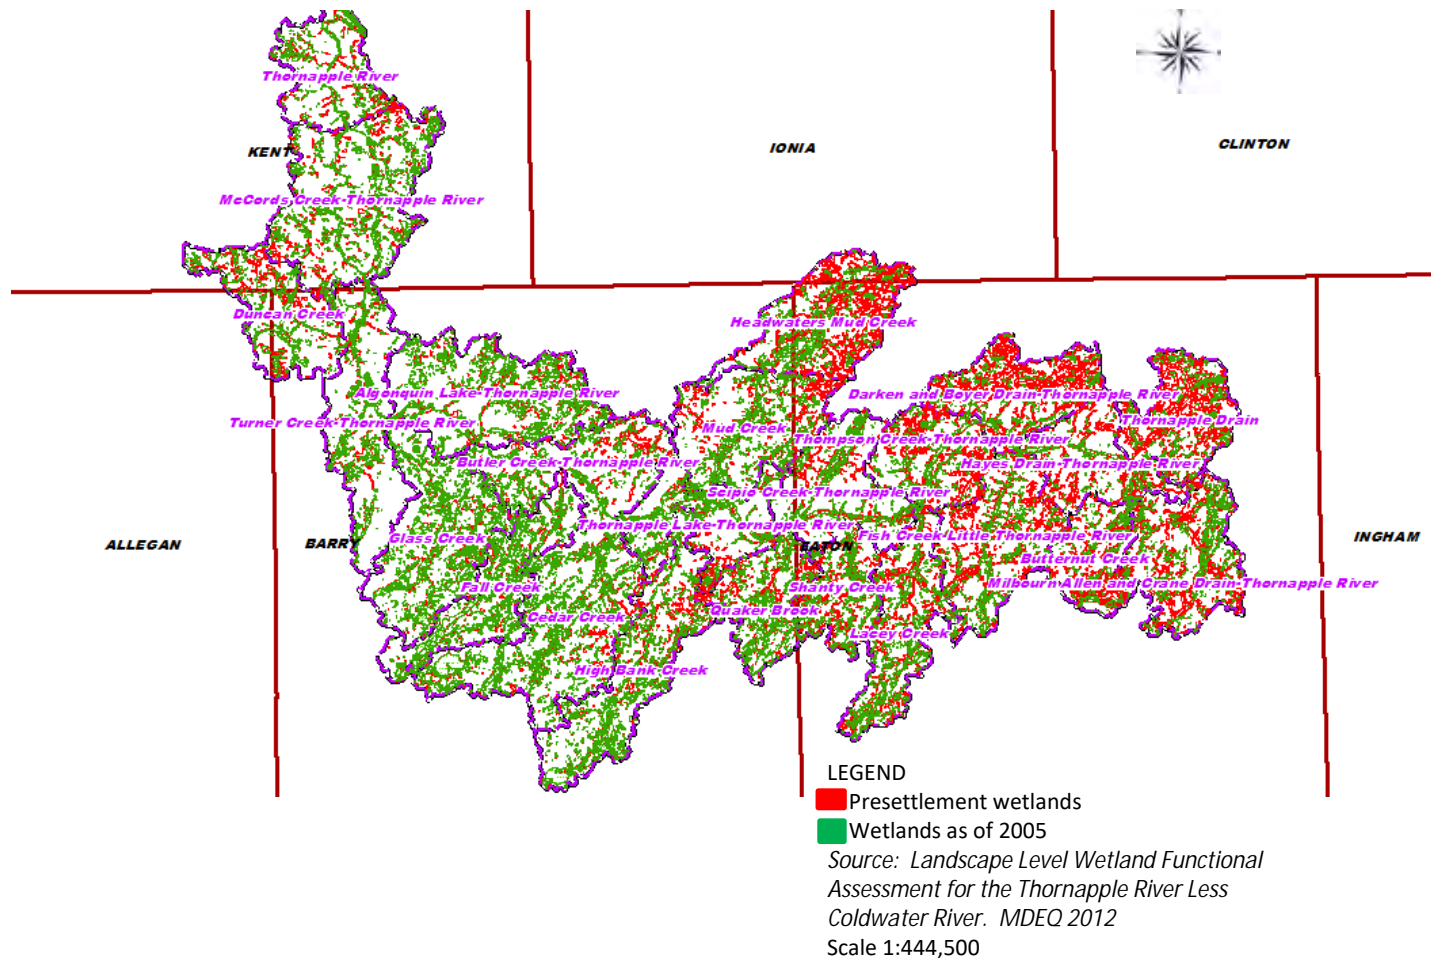 Thornapple River
KENT
IONIA
CLINTON
McCords Creek-Thornapple River
Duncan Creek
Headwaters Mud Creek
Algonquin Lake-Thornapple River
Darken and Boyer Drain-Thornapple River
Turner Creek-Thornapple River
Thornapple Drain
Mud Creek
Thompson Creek-Thornapple River
Butler Creek-Thornapple River
Hayes Drain-Thornapple River
Scipio Creek-Thornapple River
Thornapple Lake-Thornapple River
Glass Creek
Fish Creek-Little Thornapple River
ALLEGAN
BARRY
EATON
INGHAM
Butternut Creek
Fall Creek
Shanty Creek
Milbourn Allen and Crane Drain-Thornapple River
Cedar Creek
Quaker Brook
Lacey Creek
High Bank Creek
LEGEND
Presettlement wetlands
Wetlands as of 2005
Source: Landscape Level Wetland Functional
Assessment for the Thornapple River Less
Coldwater River. MDEQ 2012
Scale 1:444,500